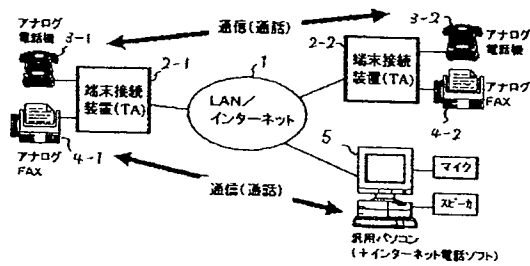 通信(通話)
アナログ
電話機
3-1
2-1
端末接続
装置(TA)
アナログ
FAX
4-1
1
LAN/
インターネット
2-2
端末接続
装置(TA)
3-2
アナログ
電話機
アナログ
FAX
4-2
通信(通話)
5
マイク
スピーカ
汎用パソコン
(+インターネット電話ソフト)